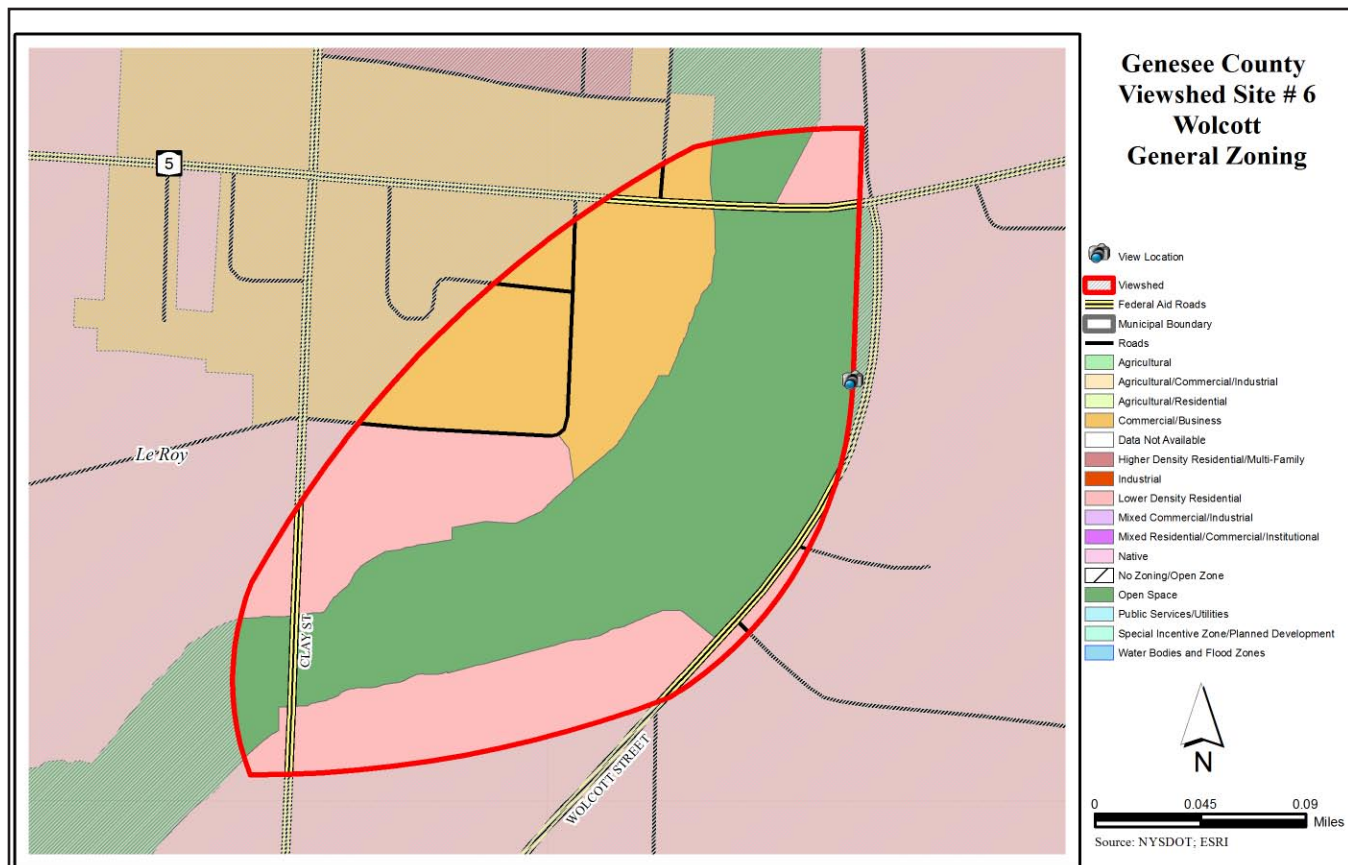 Genesee County
Viewshed Site # 6
Wolcott
General Zoning
5
Le Roy
CLAY ST
WOLCOTT STREET
View Location
Viewshed
Federal Aid Roads
Municipal Boundary
Roads
Agricultural
Agricultural/Commercial/Industrial
Agricultural/Residential
Commercial/Business
Data Not Available
Higher Density Residential/Multi-Family
Industrial
Lower Density Residential
Mixed Commercial/Industrial
Mixed Residential/Commercial/Institutional
Native
No Zoning/Open Zone
Open Space
Public Services/Utilities
Special Incentive Zone/Planned Development
Water Bodies and Flood Zones
N
0 0.045 0.09
Miles
Source: NYSDOT; ESRI